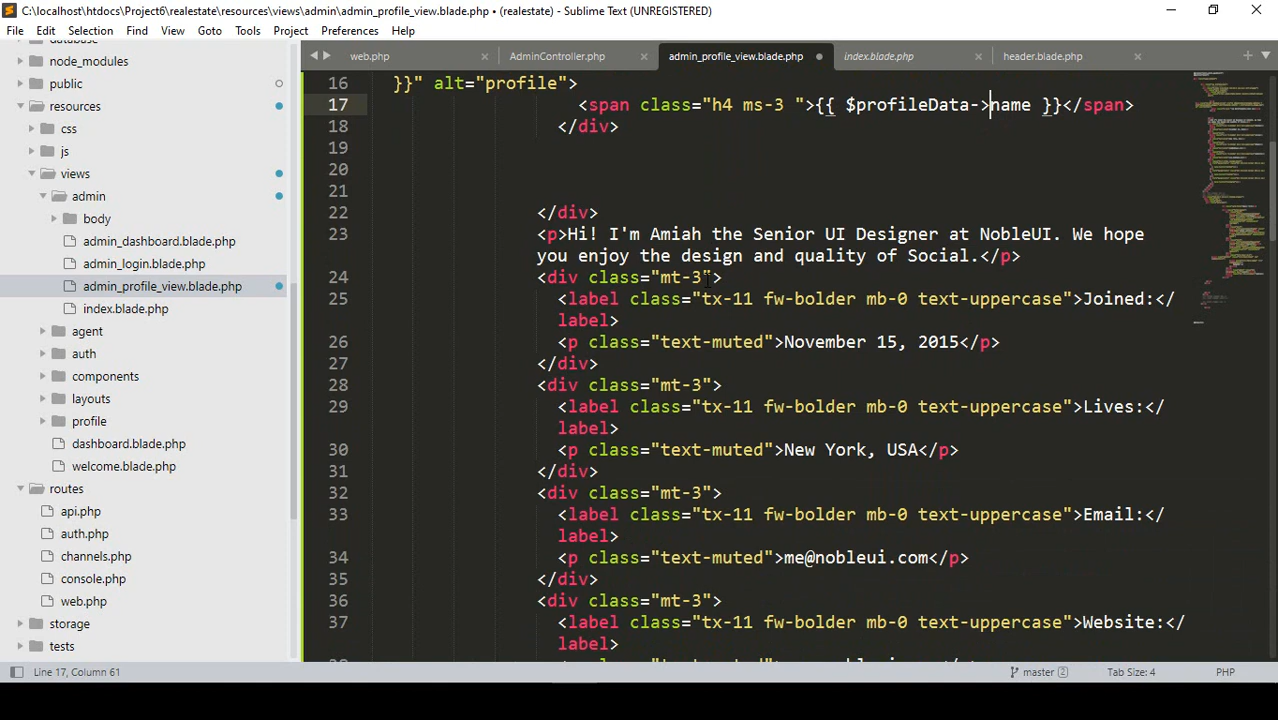 C:\localhost\htdocs\Project6\realestate\resources\views\admin\admin_profile_view.blade.php • (realestate) - Sublime Text (UNREGISTERED)
File Edit Selection Find View Goto Tools Project Preferences Help
web.php AdminController.php admin_profile_view.blade.php index.blade.php header.blade.php
node_modules
public
resources
css
js
views
admin
body
admin_dashboard.blade.php
admin_login.blade.php
admin_profile_view.blade.php
index.blade.php
agent
auth
components
layouts
profile
dashboard.blade.php
welcome.blade.php
routes
api.php
auth.php
channels.php
console.php
web.php
storage
tests
16 }}" alt="profile">
17 <span class="h4 ms-3 ">{{ $profileData->name }}</span>
18 </div>
19
20
21
22 </div>
23 <p>Hi! I'm Amiah the Senior UI Designer at NobleUI. We hope
you enjoy the design and quality of Social.</p>
24 <div class="mt-3">
25 <label class="tx-11 fw-bolder mb-0 text-uppercase">Joined:</
label>
26 <p class="text-muted">November 15, 2015</p>
27 </div>
28 <div class="mt-3">
29 <label class="tx-11 fw-bolder mb-0 text-uppercase">Lives:</
label>
30 <p class="text-muted">New York, USA</p>
31 </div>
32 <div class="mt-3">
33 <label class="tx-11 fw-bolder mb-0 text-uppercase">Email:</
label>
34 <p class="text-muted">me@nobleui.com</p>
35 </div>
36 <div class="mt-3">
37 <label class="tx-11 fw-bolder mb-0 text-uppercase">Website:</
label>
Line 17, Column 61 master 2 Tab Size: 4 PHP